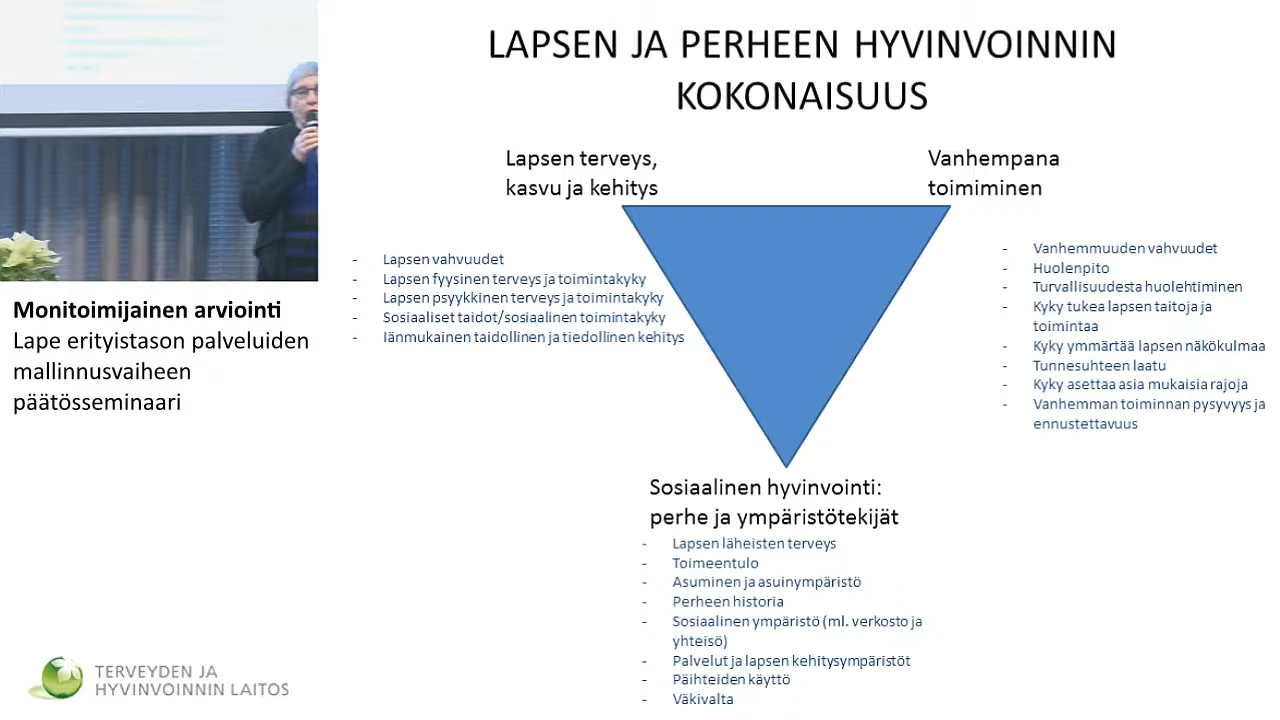 LAPSEN JA PERHEEN HYVINVOINNIN
KOKONAISUUS
Lapsen terveys,
kasvu ja kehitys
Vanhempana
toimiminen
- Lapsen vahvuudet
- Lapsen fyysinen terveys ja toimintakyky
- Lapsen psyykkinen terveys ja toimintakyky
- Sosiaaliset taidot/sosiaalinen toimintakyky
- Iänmukainen taidollinen ja tiedollinen kehitys
- Vanhemmuuden vahvuudet
- Huolenpito
- Turvallisuudesta huolehtiminen
- Kyky tukea lapsen taitoja ja
toimintaa
- Kyky ymmärtää lapsen näkökulmaa
- Tunnesuhteen laatu
- Kyky asettaa asia mukaisia rajoja
- Vanhemman toiminnan pysyvyys ja
ennustettavuus
Monitoimijainen arviointi
Lape erityistason palveluiden
mallinnusvaiheen
päätösseminaari
Sosiaalinen hyvinvointi:
perhe ja ympäristötekijät
- Lapsen läheisten terveys
- Toimeentulo
- Asuminen ja asuinympäristö
- Perheen historia
- Sosiaalinen ympäristö (ml. verkosto ja
yhteisö)
- Palvelut ja lapsen kehitysympäristöt
- Päihteiden käyttö
- Väkivalta
TERVEYDEN JA
HYVINVOINNIN LAITOS